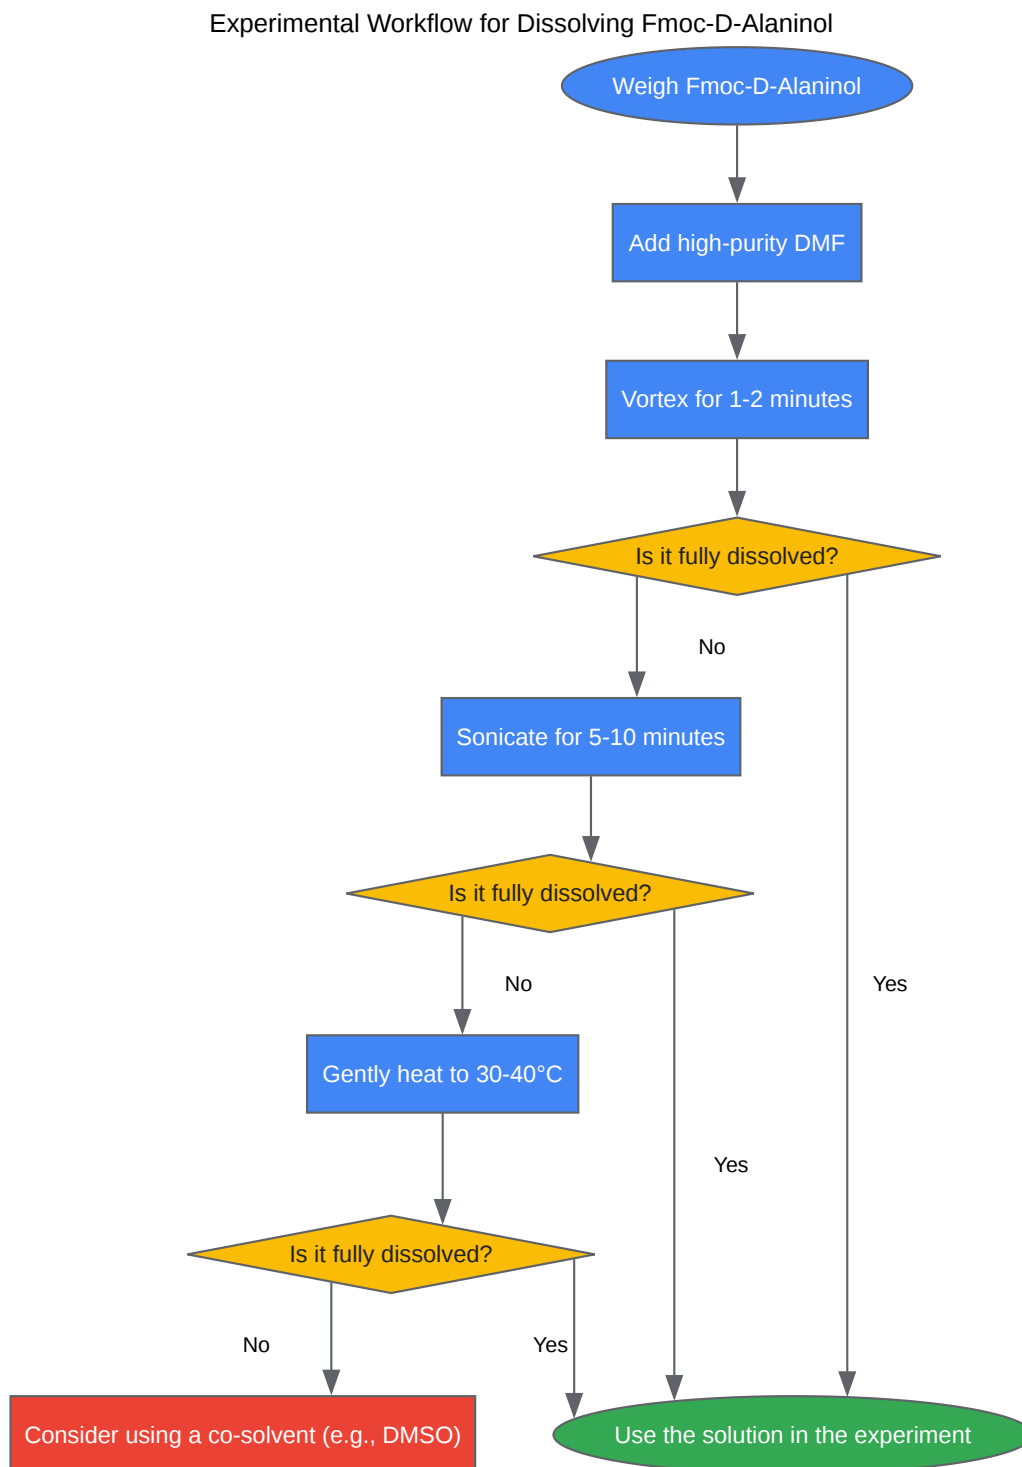 Experimental Workflow for Dissolving Fmoc-D-Alaninol
Weigh Fmoc-D-Alaninol
Add high-purity DMF
Vortex for 1-2 minutes
Is it fully dissolved?
No
Sonicate for 5-10 minutes
Is it fully dissolved?
No
Yes
Gently heat to 30-40°C
Yes
Is it fully dissolved?
No
Yes
Consider using a co-solvent (e.g., DMSO)
Use the solution in the experiment